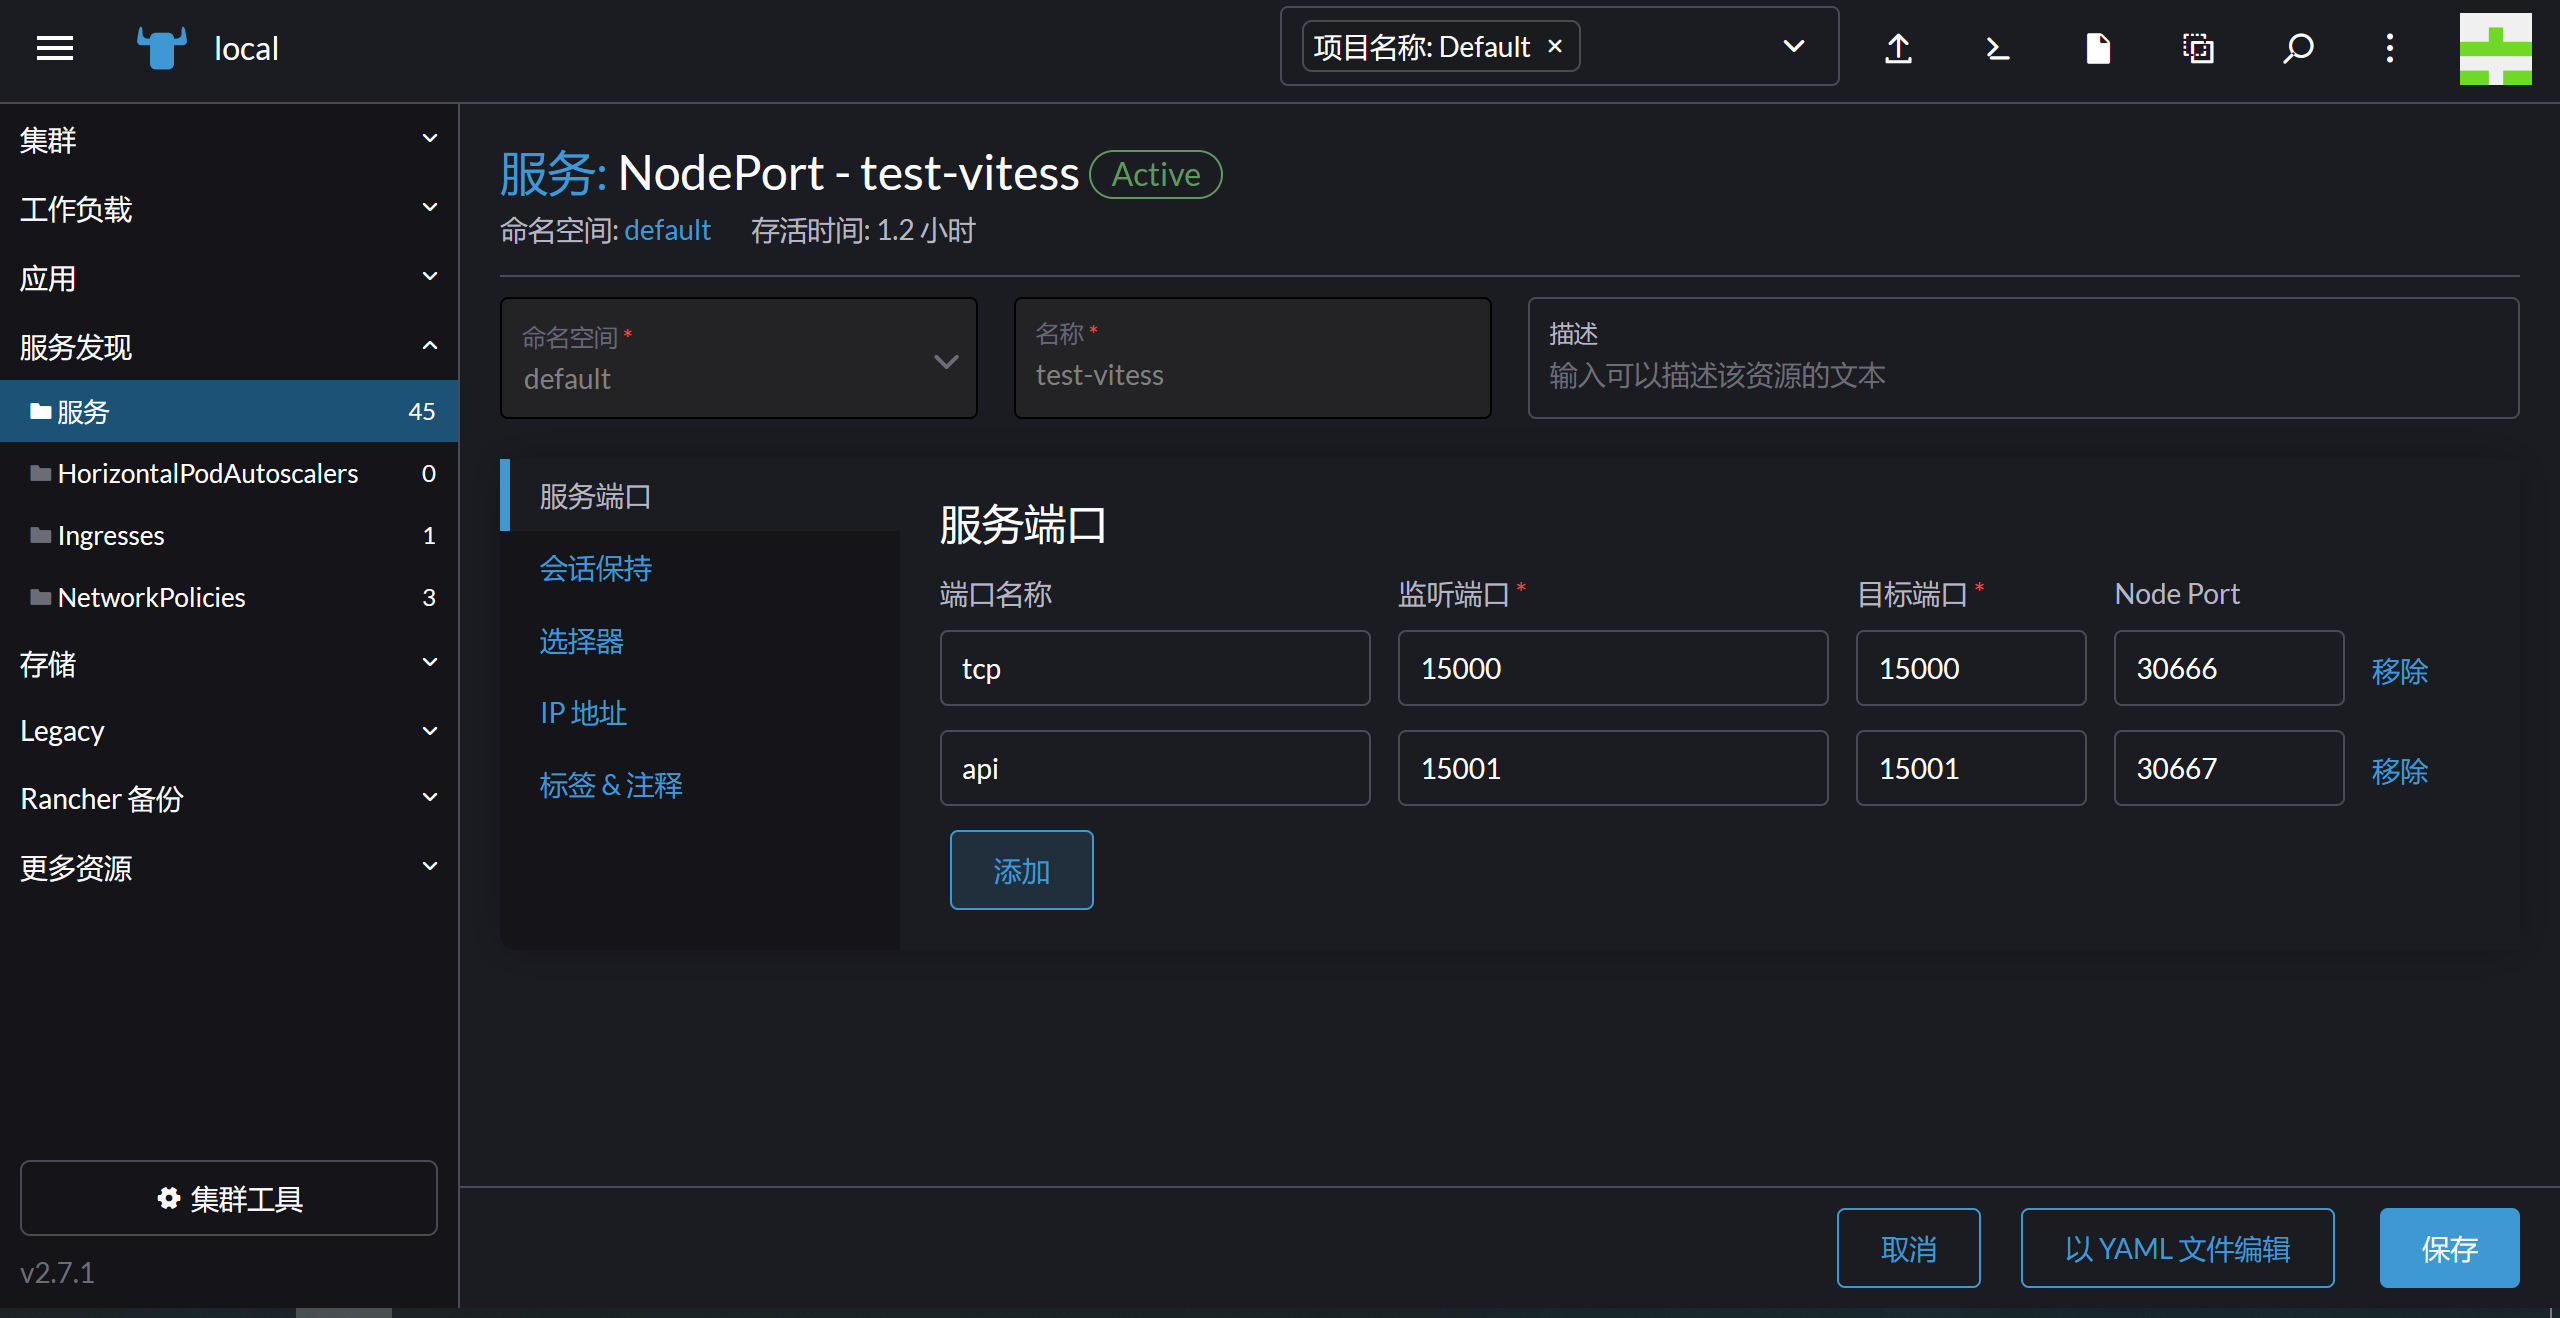 local
项目名称: Default ×
集群
工作负载
应用
服务发现
服务 45
HorizontalPodAutoscalers 0
Ingresses 1
NetworkPolicies 3
存储
Legacy
Rancher 备份
更多资源
集群工具
v2.7.1
服务: NodePort - test-vitess Active
命名空间: default 存活时间: 1.2 小时
命名空间 *
default
名称 *
test-vitess
描述
输入可以描述该资源的文本
服务端口
会话保持
选择器
IP 地址
标签 & 注释
服务端口
端口名称 监听端口 * 目标端口 * Node Port
tcp 15000 15000 30666 移除
api 15001 15001 30667 移除
添加
取消 以 YAML 文件编辑 保存